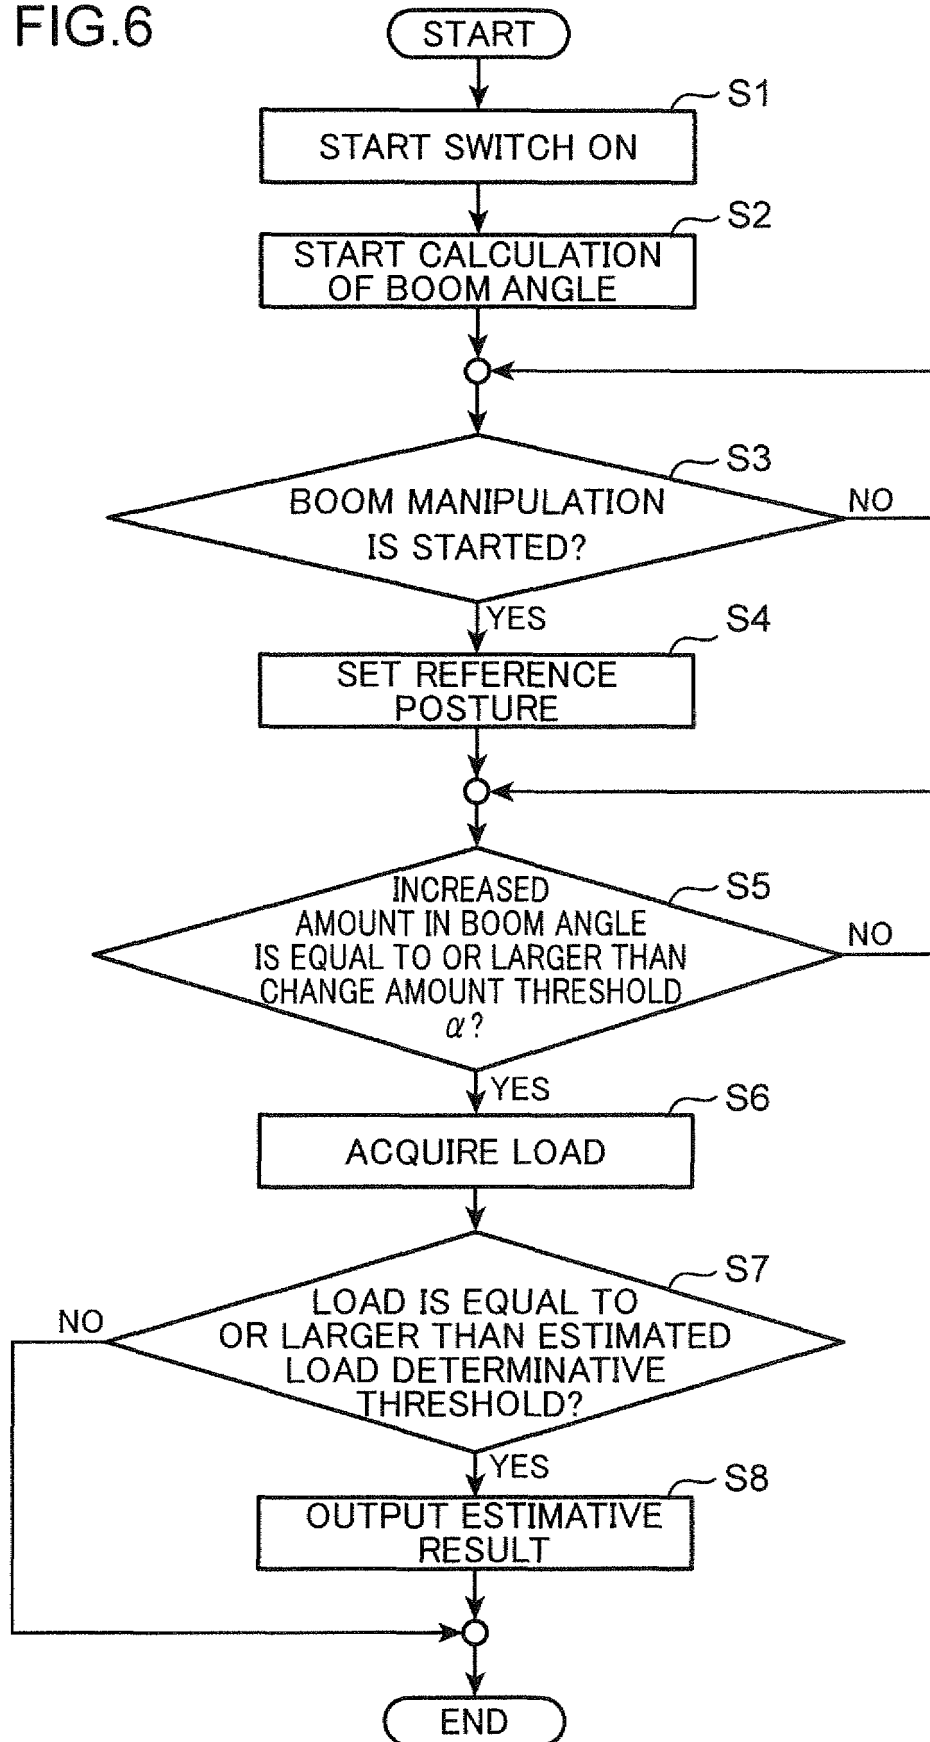 FIG.6
START
S1
START SWITCH ON
S2
START CALCULATION
OF BOOM ANGLE
S3
BOOM MANIPULATION
IS STARTED?
NO
YES
S4
SET REFERENCE
POSTURE
S5
INCREASED
AMOUNT IN BOOM ANGLE
IS EQUAL TO OR LARGER THAN
CHANGE AMOUNT THRESHOLD
α?
NO
YES
S6
ACQUIRE LOAD
S7
LOAD IS EQUAL TO
OR LARGER THAN ESTIMATED
LOAD DETERMINATIVE
THRESHOLD?
NO
YES
S8
OUTPUT ESTIMATIVE
RESULT
END